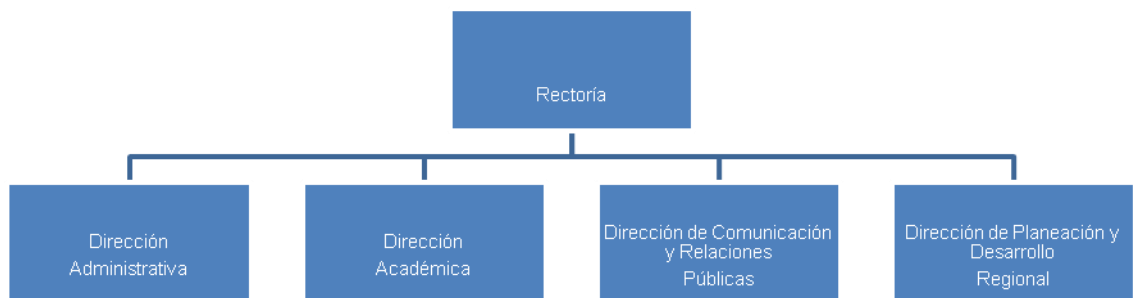 Rectoría
Dirección
Administrativa
Dirección
Académica
Dirección de Comunicación
y Relaciones
Públicas
Dirección de Planeación y
Desarrollo
Regional